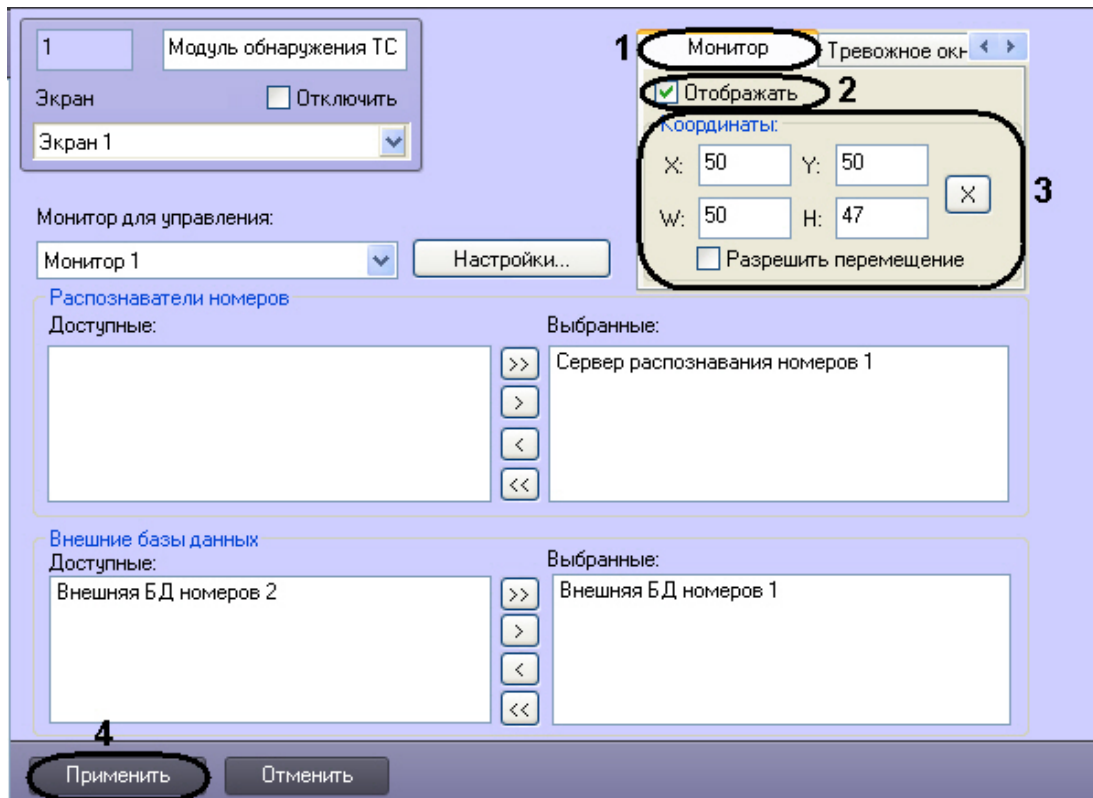 1
Модуль обнаружения ТС
Экран
Отключить
Экран 1
1
Монитор
Тревожное окн
Отображать
2
Координаты:
X: 50 Y: 50
X
3
W: 50 H: 47
Разрешить перемещение
Монитор для управления:
Монитор 1
Настройки...
Распознаватели номеров
Доступные:
Выбранные:
Сервер распознавания номеров 1
>>
>
<
<<
Внешние базы данных
Доступные:
Выбранные:
Внешняя БД номеров 2
Внешняя БД номеров 1
>>
>
<
<<
4
Применить
Отменить